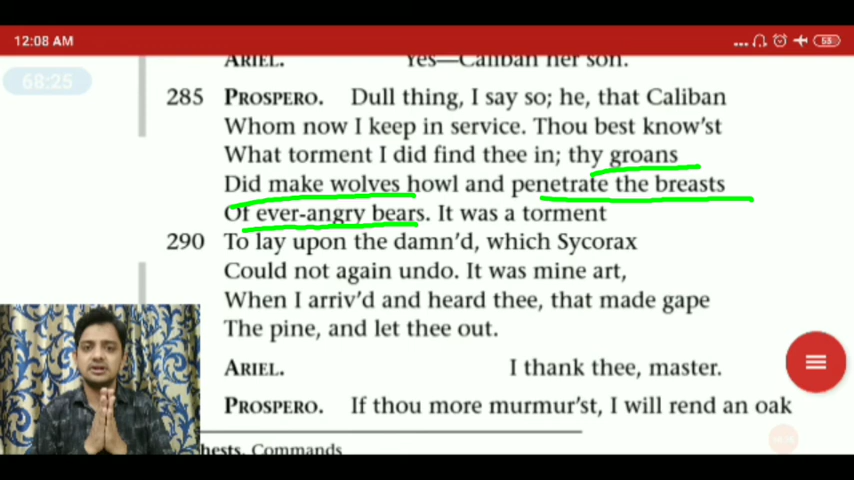 12:08 AM
53
68:25
ARIEL. Yes—Caliban her son.
285 PROSPERO. Dull thing, I say so; he, that Caliban
Whom now I keep in service. Thou best know'st
What torment I did find thee in; thy groans
Did make wolves howl and penetrate the breasts
Of ever-angry bears. It was a torment
290 To lay upon the damn'd, which Sycorax
Could not again undo. It was mine art,
When I arriv'd and heard thee, that made gape
The pine, and let thee out.
ARIEL. I thank thee, master.
PROSPERO. If thou more murmur'st, I will rend an oak
hests. Commands